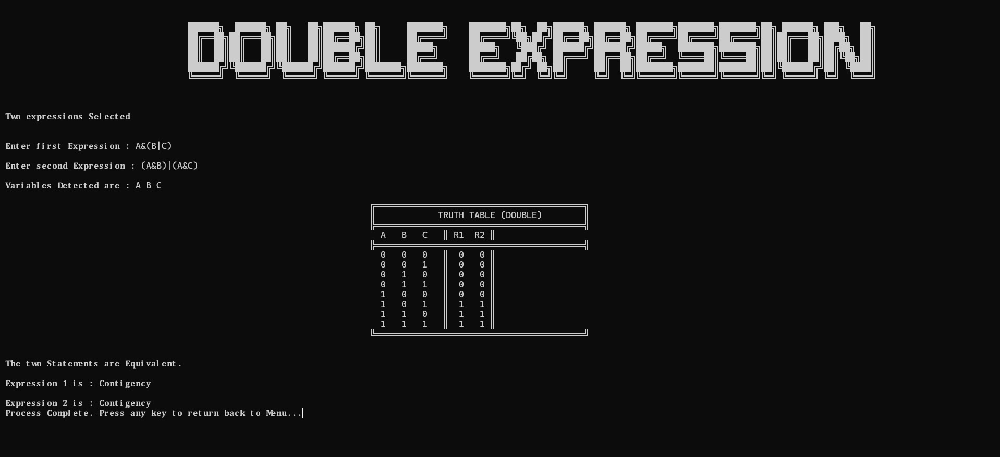 DOUBLE EXPRESSION
Two expressions Selected
Enter first Expression : A&(B|C)
Enter second Expression : (A&B)|(A&C)
Variables Detected are : A B C
TRUTH TABLE (DOUBLE)
A B C ║ R1 R2 ║
0 0 0 ║ 0 0 ║
0 0 1 ║ 0 0 ║
0 1 0 ║ 0 0 ║
0 1 1 ║ 0 0 ║
1 0 0 ║ 0 0 ║
1 0 1 ║ 1 1 ║
1 1 0 ║ 1 1 ║
1 1 1 ║ 1 1 ║
The two Statements are Equivalent.
Expression 1 is : Contigency
Expression 2 is : Contigency
Process Complete. Press any key to return back to Menu...